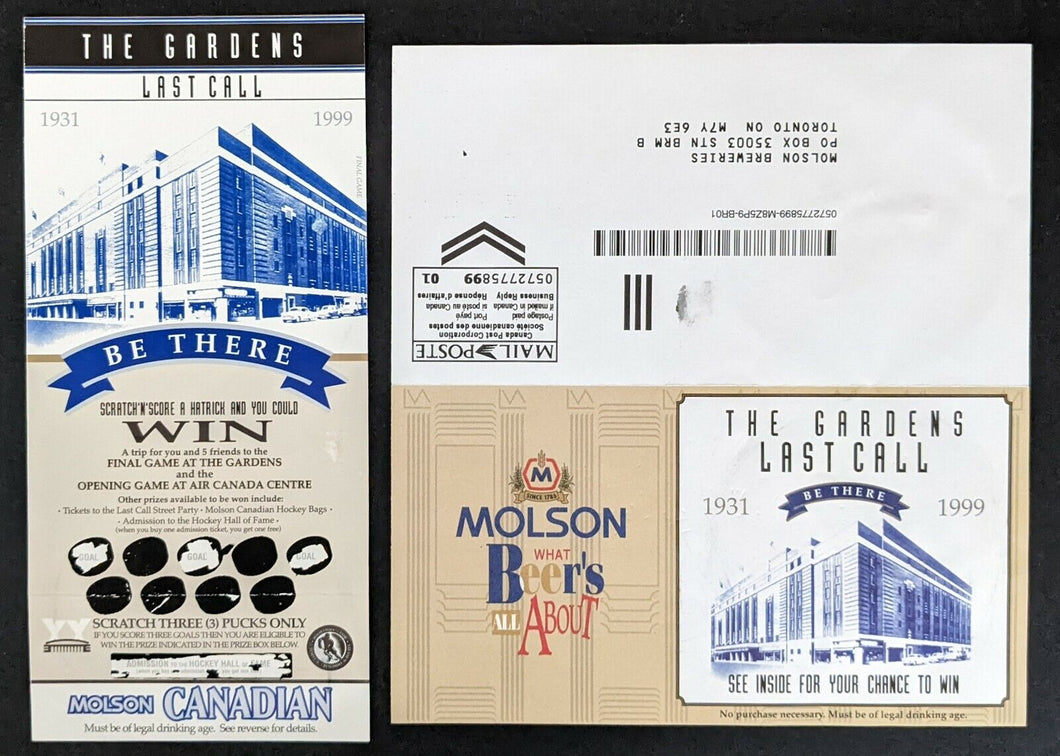 THE GARDENS
LAST CALL
1931 1999
FINAL GAME
BE THERE
SCRATCH'N'SCORE A HATRICK AND YOU COULD
WIN
A trip for you and 5 friends to the
FINAL GAME AT THE GARDENS
and the
OPENING GAME AT AIR CANADA CENTRE
Other prizes available to be won include:
· Tickets to the Last Call Street Party · Molson Canadian Hockey Bags ·
· Admission to the Hockey Hall of Fame ·
(when you buy one admission ticket, you get one free)
GOAL GOAL GOAL
SCRATCH THREE (3) PUCKS ONLY
IF YOU SCORE THREE GOALS THEN YOU ARE ELIGIBLE TO
WIN THE PRIZE INDICATED IN THE PRIZE BOX BELOW.
ADMISSION TO THE HOCKEY HALL OF FAME
MOLSON CANADIAN
Must be of legal drinking age. See reverse for details.
MOLSON BREWERIES
PO BOX 35003 STN BRM B
TORONTO ON M7Y 6E3
0572775899-M8Z5P9-BR01
MAIL POSTE
Canada Post Corporation
Société canadienne des postes
Postage paid Port payé
if mailed in Canada si posté au Canada
Business Reply Réponse d'affaires
0572775899 01
M
SINCE 1786
MOLSON
WHAT
Beer's
ALL ABOUT
THE GARDENS
LAST CALL
BE THERE
1931 1999
SEE INSIDE FOR YOUR CHANCE TO WIN
No purchase necessary. Must be of legal drinking age.